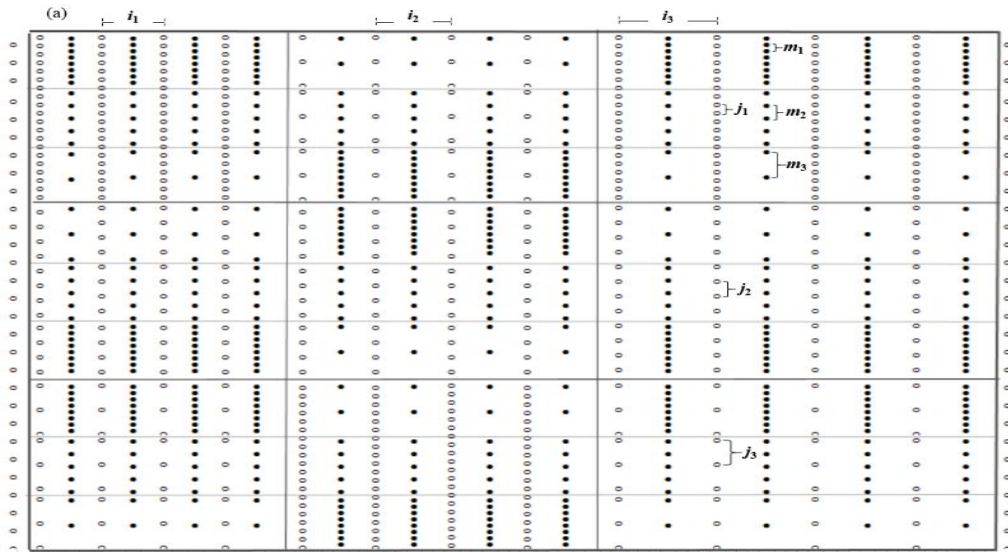 (a) i₁ i₂ i₃
m₁
j₁ m₂
m₃
j₂
j₃